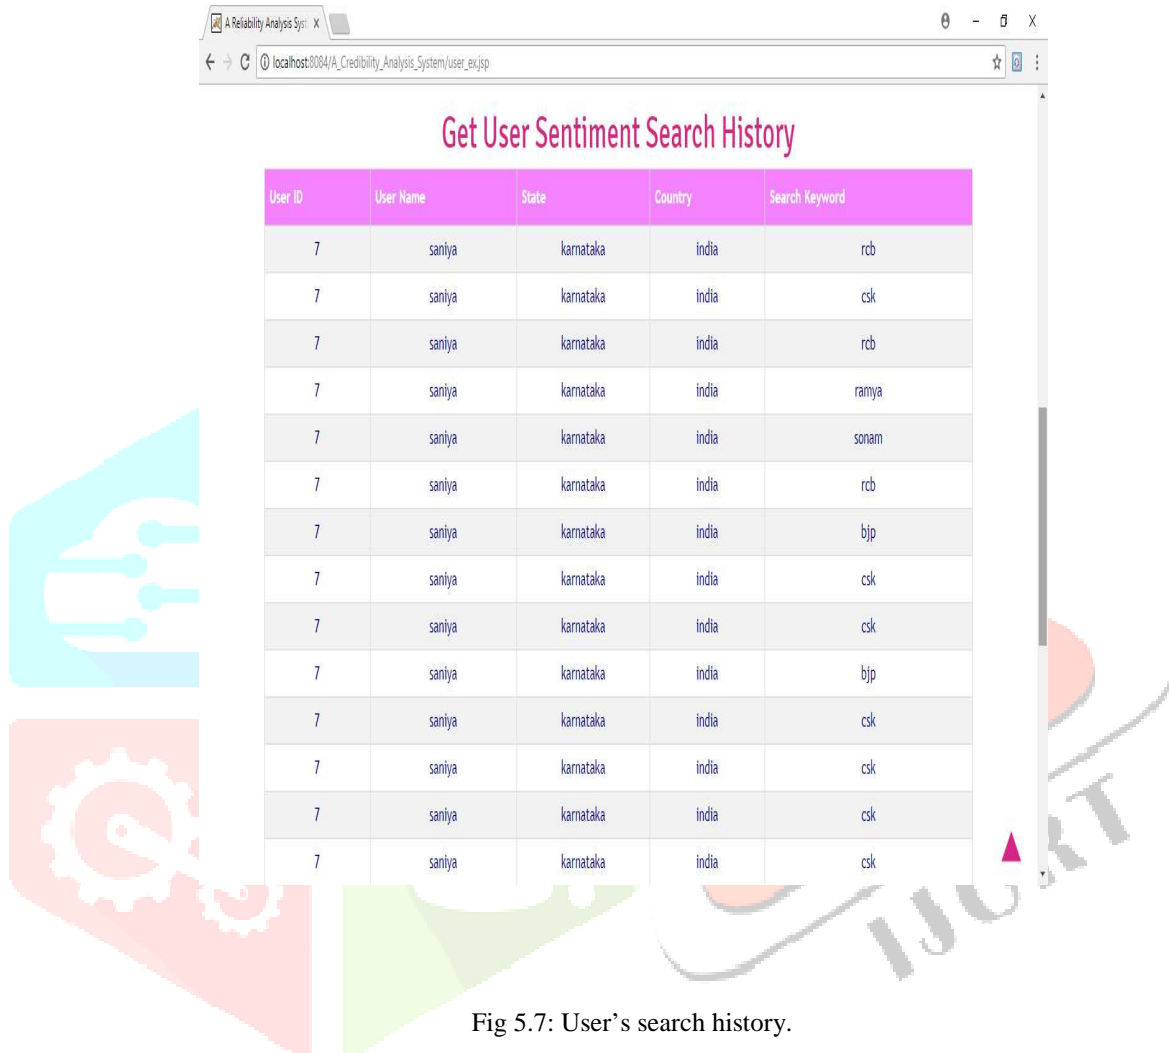 A Reliability Analysis Syst
localhost:8084/A_Credibility_Analysis_System/user_ex.jsp
Get User Sentiment Search History
User ID User Name State Country Search Keyword
7 saniya karnataka india rcb
7 saniya karnataka india csk
7 saniya karnataka india rcb
7 saniya karnataka india ramya
7 saniya karnataka india sonam
7 saniya karnataka india rcb
7 saniya karnataka india bjp
7 saniya karnataka india csk
7 saniya karnataka india csk
7 saniya karnataka india bjp
7 saniya karnataka india csk
7 saniya karnataka india csk
7 saniya karnataka india csk
7 saniya karnataka india csk
IJCRT
Fig 5.7: User’s search history.